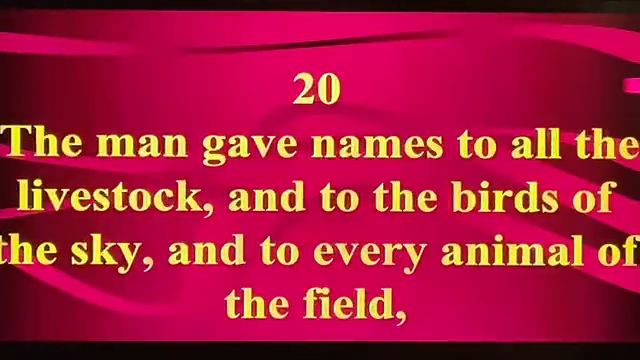 20
The man gave names to all the
livestock, and to the birds of
the sky, and to every animal of
the field,